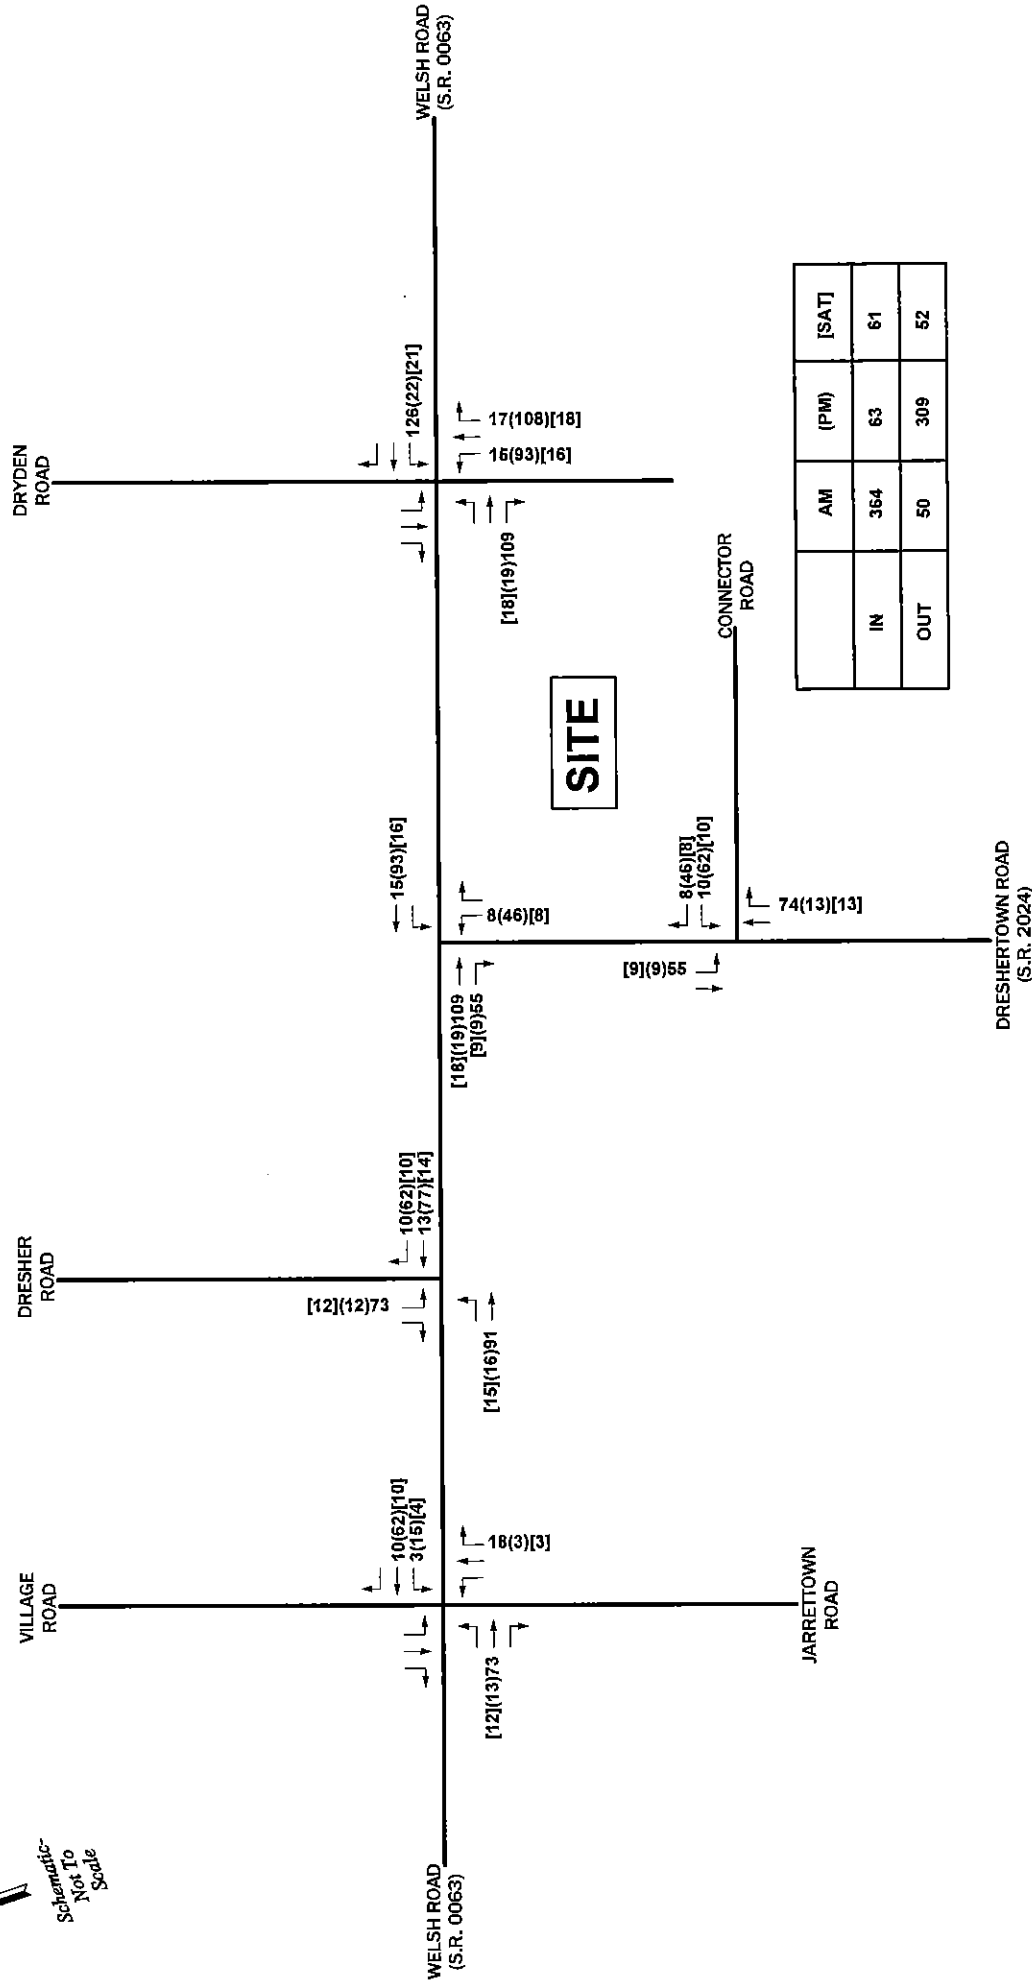 Schematic-
Not To
Scale
WELSH ROAD
(S.R. 0063)
VILLAGE
ROAD
10(62)[10]
3(15)[4]
18(3)[3]
[12](13)73
JARRETTOWN
ROAD
DRESHER
ROAD
[12](12)73
10(62)[10]
13(77)[14]
[15](16)91
15(93)[16]
8(46)[8]
[18](19)109
[9](9)55
[9](9)55
8(46)[8]
10(62)[10]
74(13)[13]
DRESHERTOWN ROAD
(S.R. 2024)
CONNECTOR
ROAD
SITE
DRYDEN
ROAD
126(22)[21]
17(108)[18]
15(93)[16]
[18](19)109
WELSH ROAD
(S.R. 0063)
AM (PM) [SAT]
IN 364 63 61
OUT 50 309 52